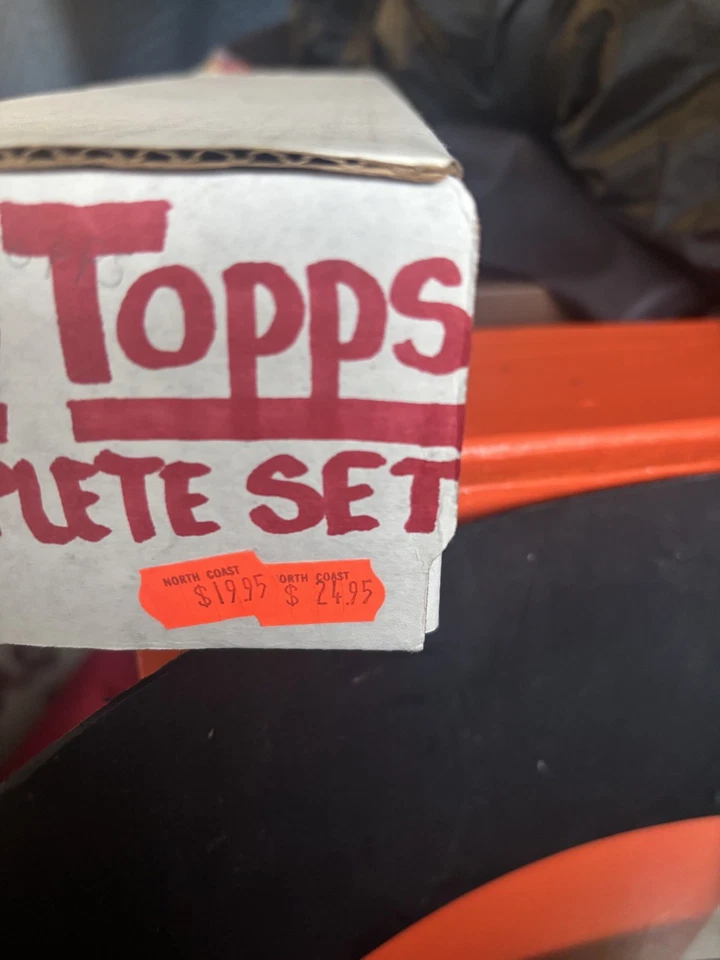 Topps
PLETE SET
NORTH COAST
$19.95
ORTH COAST
$ 24.95